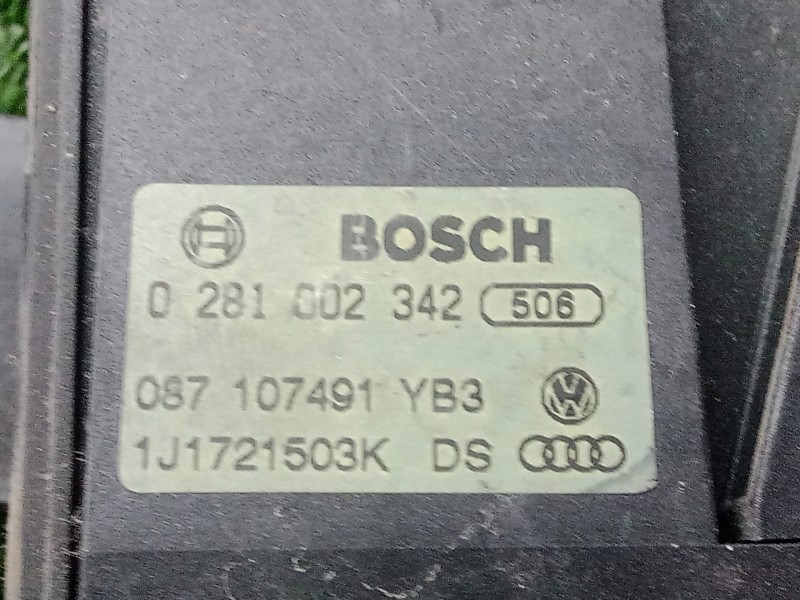 BOSCH
0 281 002 342 506
087 107491 YB3
1J1721503K DS